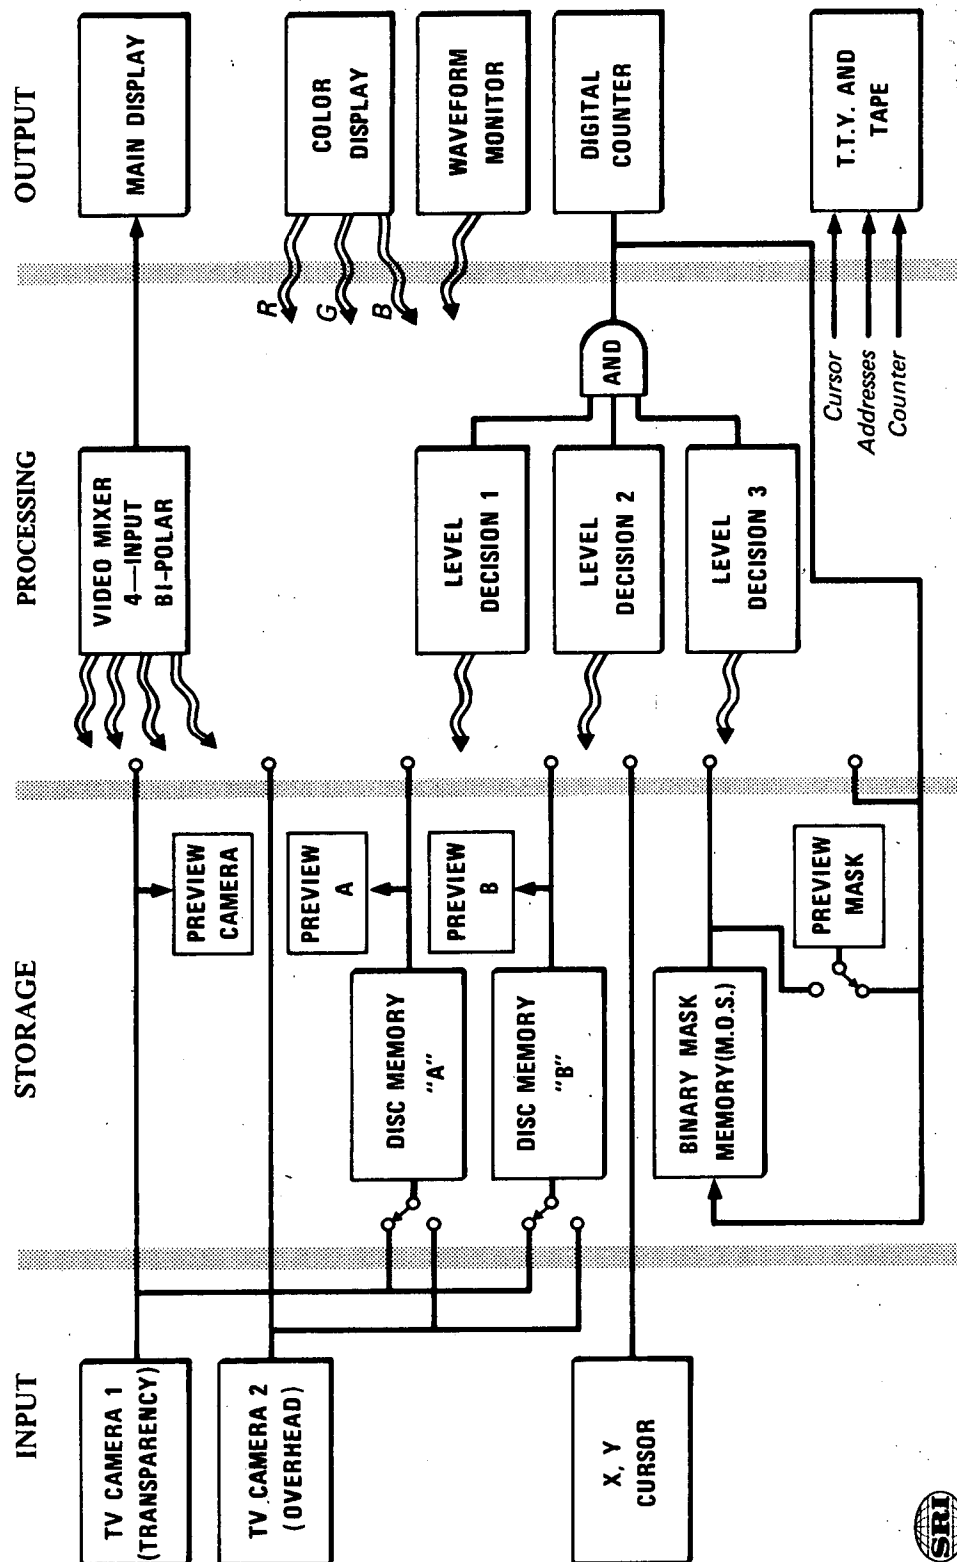 INPUT
STORAGE
PROCESSING
OUTPUT
TV CAMERA 1
(TRANSPARENCY)
TV CAMERA 2
(OVERHEAD)
X, Y
CURSOR
PREVIEW
CAMERA
PREVIEW
A
PREVIEW
B
DISC MEMORY
"A"
DISC MEMORY
"B"
BINARY MASK
MEMORY(M.O.S.)
PREVIEW
MASK
VIDEO MIXER
4—INPUT
BI-POLAR
LEVEL
DECISION 1
LEVEL
DECISION 2
LEVEL
DECISION 3
AND
R
G
B
Cursor
Addresses
Counter
MAIN DISPLAY
COLOR
DISPLAY
WAVEFORM
MONITOR
DIGITAL
COUNTER
T.T.Y. AND
TAPE
SRI